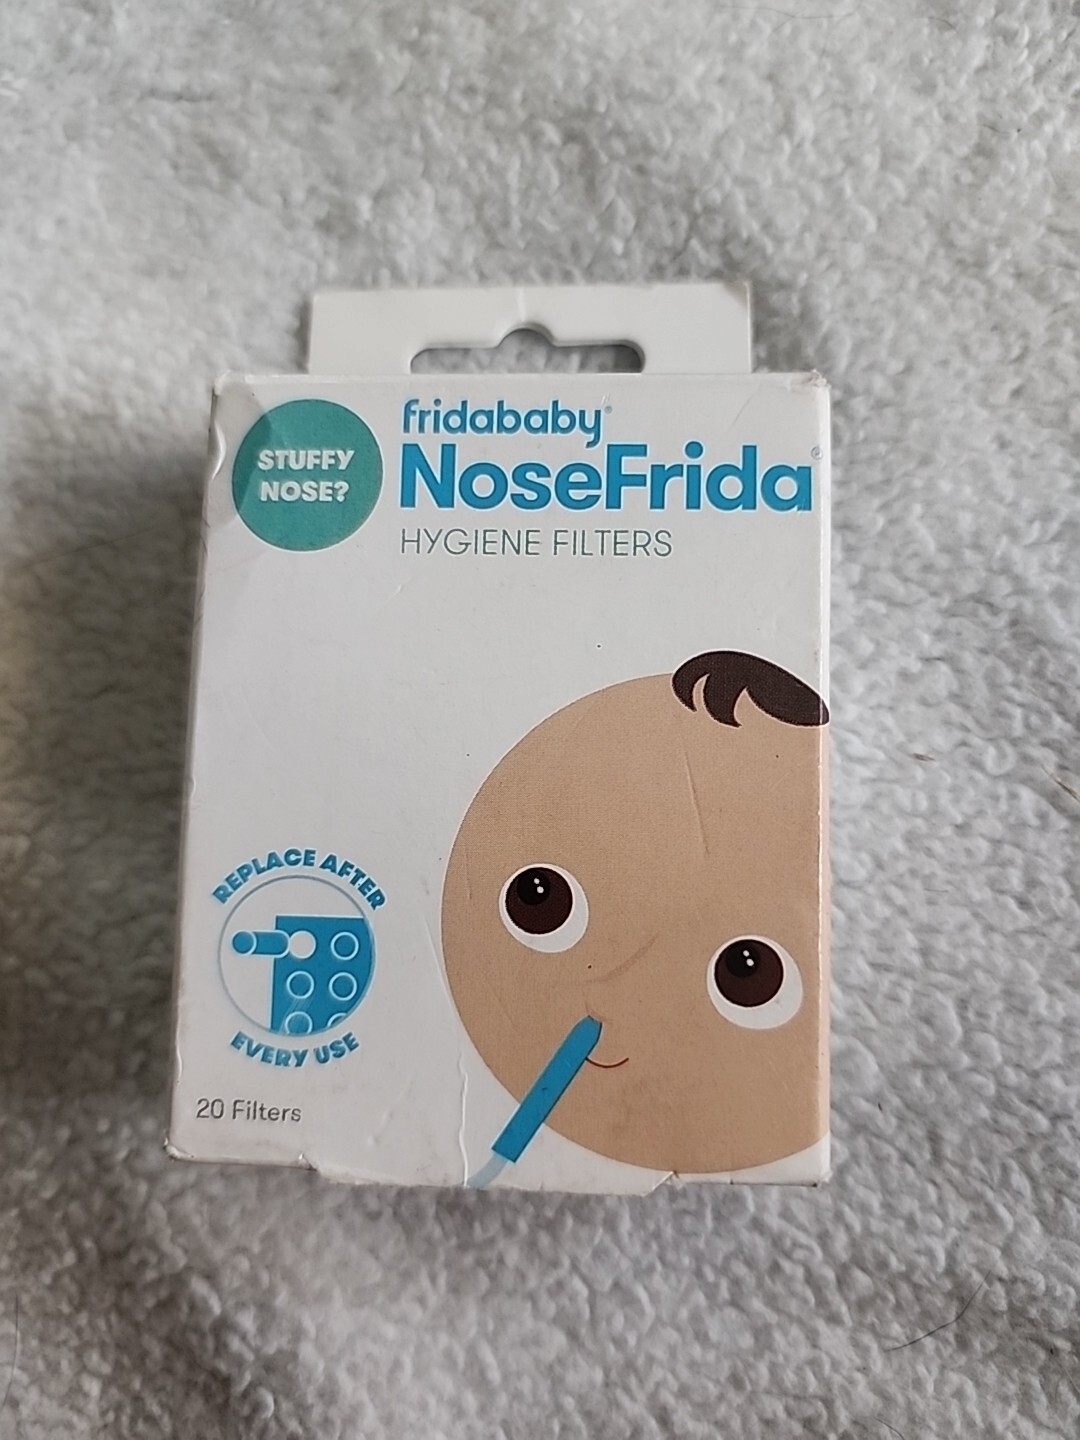 STUFFY
NOSE?
fridababy®
NoseFrida®
HYGIENE FILTERS
REPLACE AFTER
EVERY USE
20 Filters